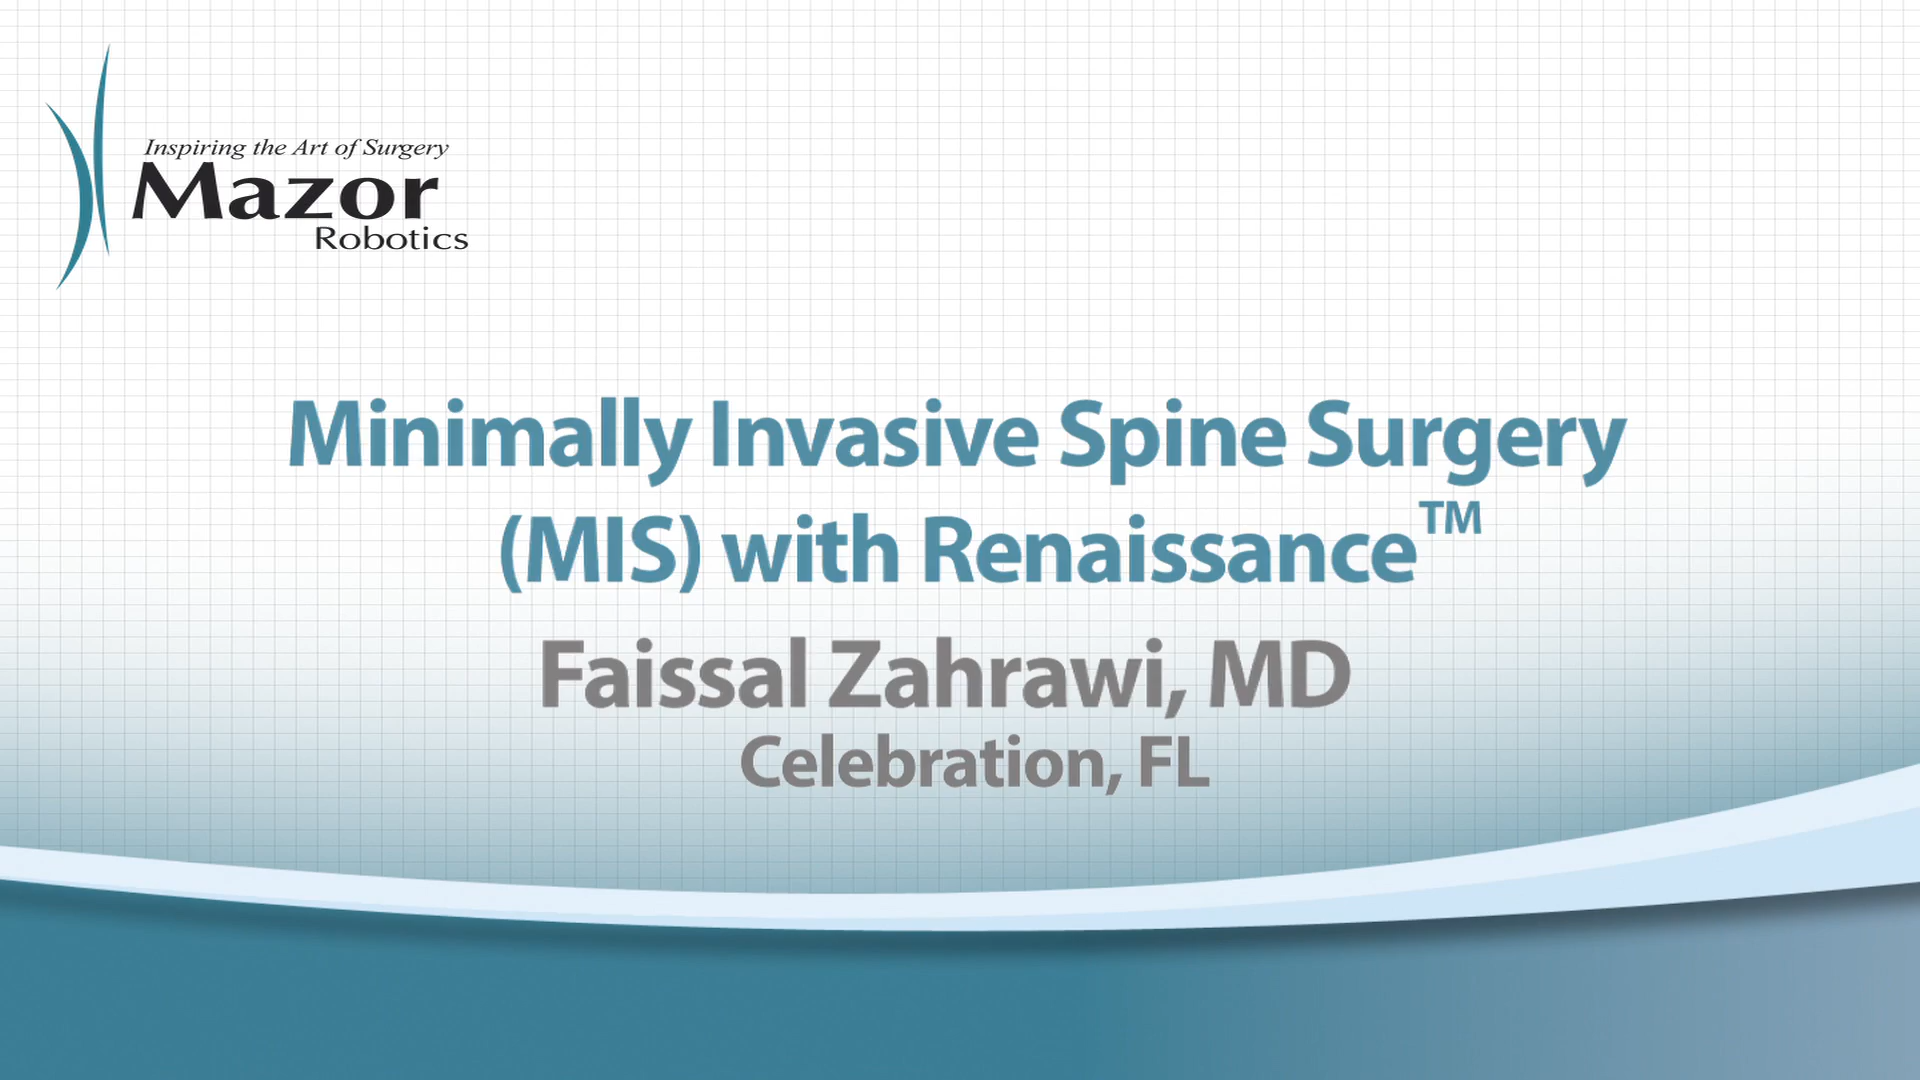 Inspiring the Art of Surgery
Mazor
Robotics
Minimally Invasive Spine Surgery
(MIS) with Renaissance™
Faissal Zahrawi, MD
Celebration, FL